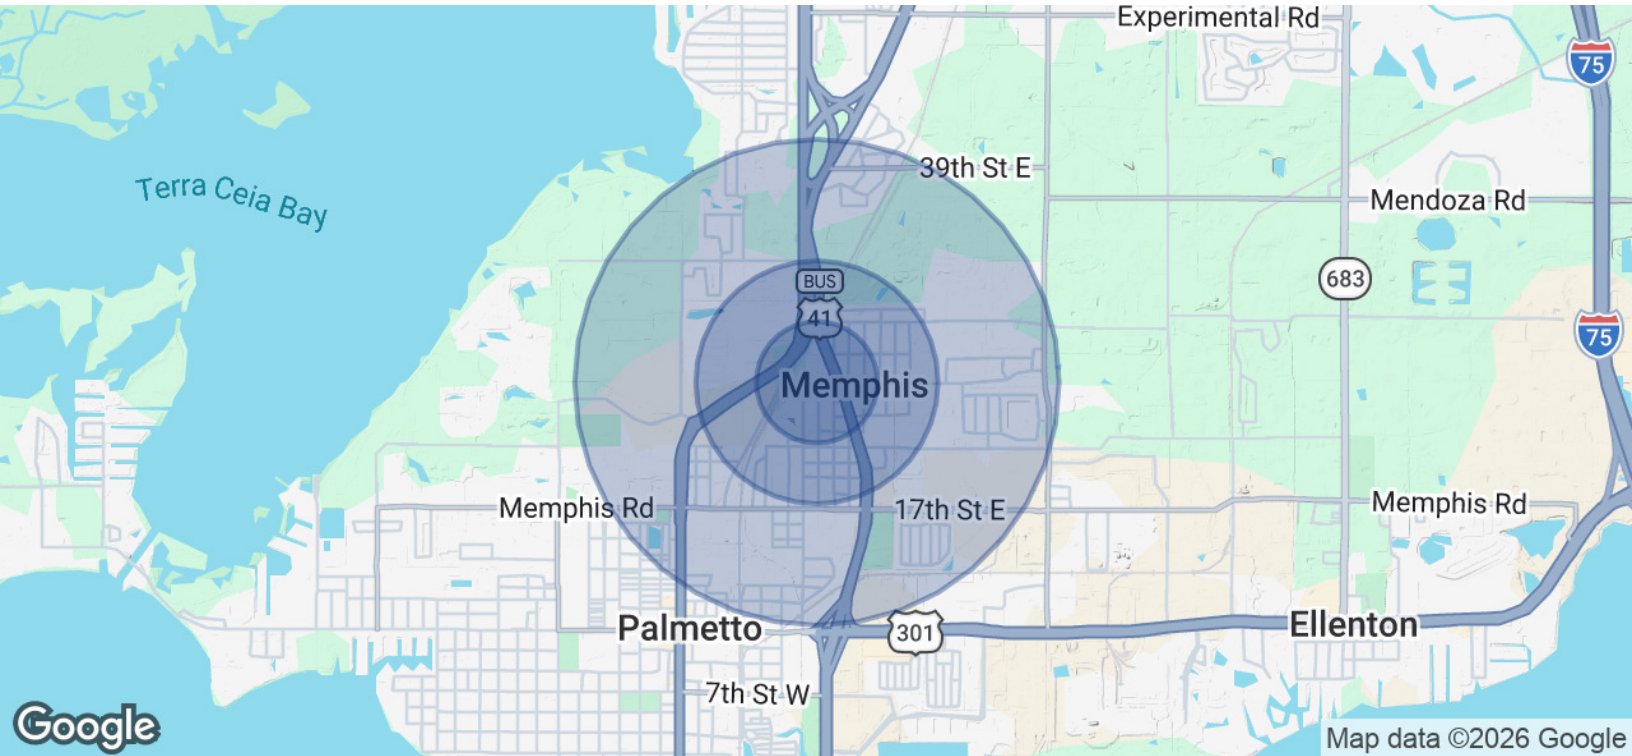 Experimental Rd
75
39th St E
Terra Ceia Bay
Mendoza Rd
BUS
683
41
75
Memphis
Memphis Rd
17th St E
Memphis Rd
Palmetto
301
Ellenton
7th St W
Google
Map data ©2026 Google